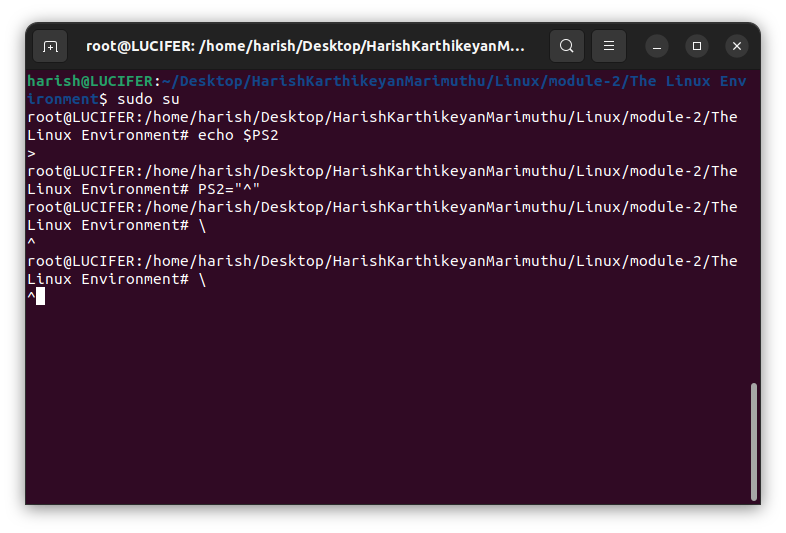 root@LUCIFER: /home/harish/Desktop/HarishKarthikeyanM...
harish@LUCIFER:~/Desktop/HarishKarthikeyanMarimuthu/Linux/module-2/The Linux Env
ironment$ sudo su
root@LUCIFER:/home/harish/Desktop/HarishKarthikeyanMarimuthu/Linux/module-2/The
Linux Environment# echo $PS2
>
root@LUCIFER:/home/harish/Desktop/HarishKarthikeyanMarimuthu/Linux/module-2/The
Linux Environment# PS2="^"
root@LUCIFER:/home/harish/Desktop/HarishKarthikeyanMarimuthu/Linux/module-2/The
Linux Environment# \
^
root@LUCIFER:/home/harish/Desktop/HarishKarthikeyanMarimuthu/Linux/module-2/The
Linux Environment# \
^